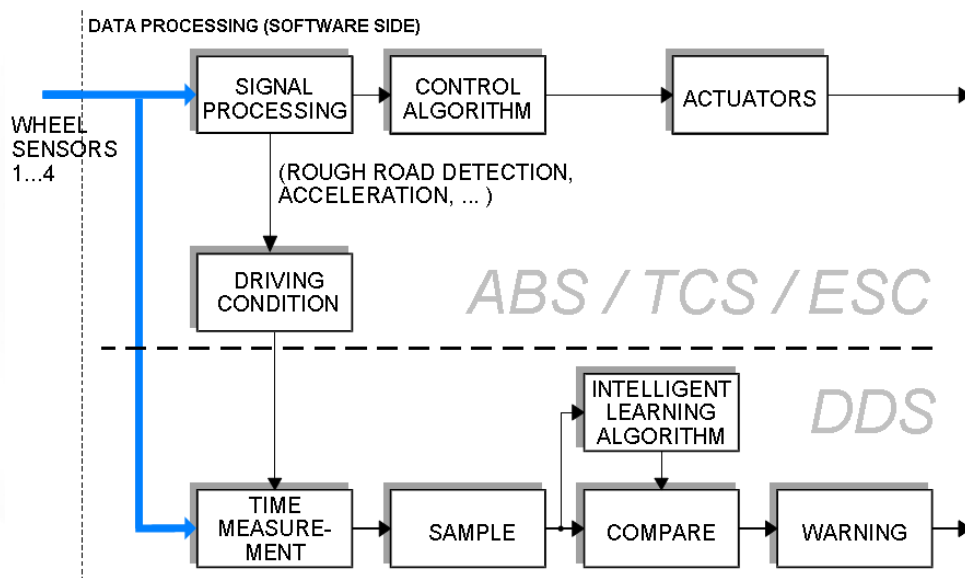 DATA PROCESSING (SOFTWARE SIDE)
WHEEL
SENSORS
1...4
SIGNAL
PROCESSING
CONTROL
ALGORITHM
ACTUATORS
(ROUGH ROAD DETECTION,
ACCELERATION, ... )
DRIVING
CONDITION
ABS / TCS / ESC
DDS
INTELLIGENT
LEARNING
ALGORITHM
TIME
MEASURE-
MENT
SAMPLE
COMPARE
WARNING